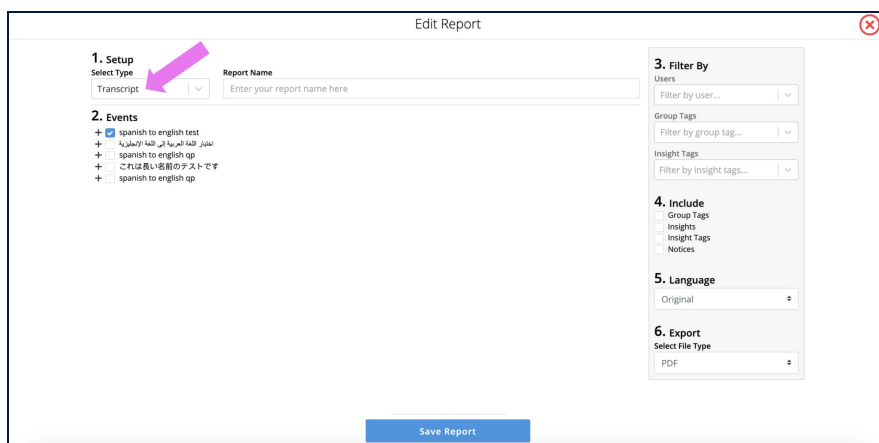 Edit Report
1. Setup
Select Type
Report Name
Transcript
Enter your report name here
2. Events
spanish to english test
اختبار اللغة العربية إلى اللغة الإنجليزية
spanish to english qp
これは長い名前のテストです
spanish to english qp
3. Filter By
Users
Filter by user...
Group Tags
Filter by group tag...
Insight Tags
Filter by insight tags...
4. Include
Group Tags
Insights
Insight Tags
Notices
5. Language
Original
6. Export
Select File Type
PDF
Save Report